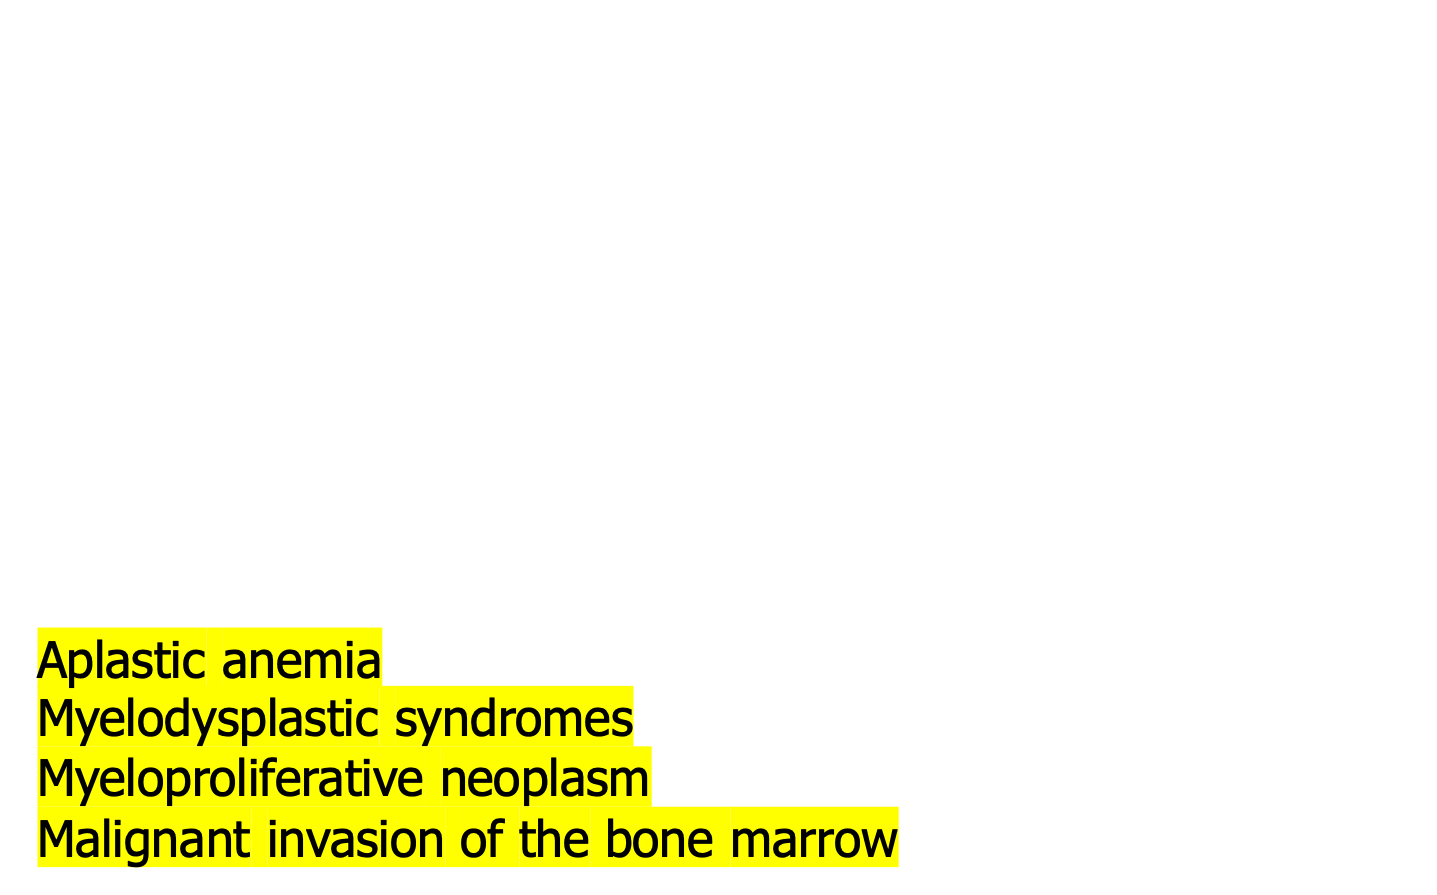 Aplastic anemia
Myelodysplastic syndromes
Myeloproliferative neoplasm
Malignant invasion of the bone marrow